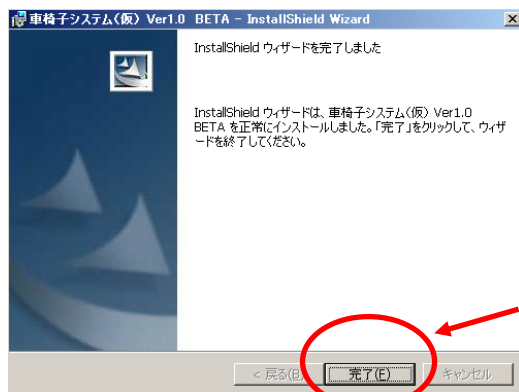 車椅子システム(仮) Ver1.0 BETA - InstallShield Wizard
InstallShield ウィザードを完了しました
InstallShield ウィザードは、車椅子システム(仮) Ver1.0
BETA を正常にインストールしました。「完了」をクリックして、ウィザ
ードを終了してください。
< 戻る(B) 完了(F) キャンセル